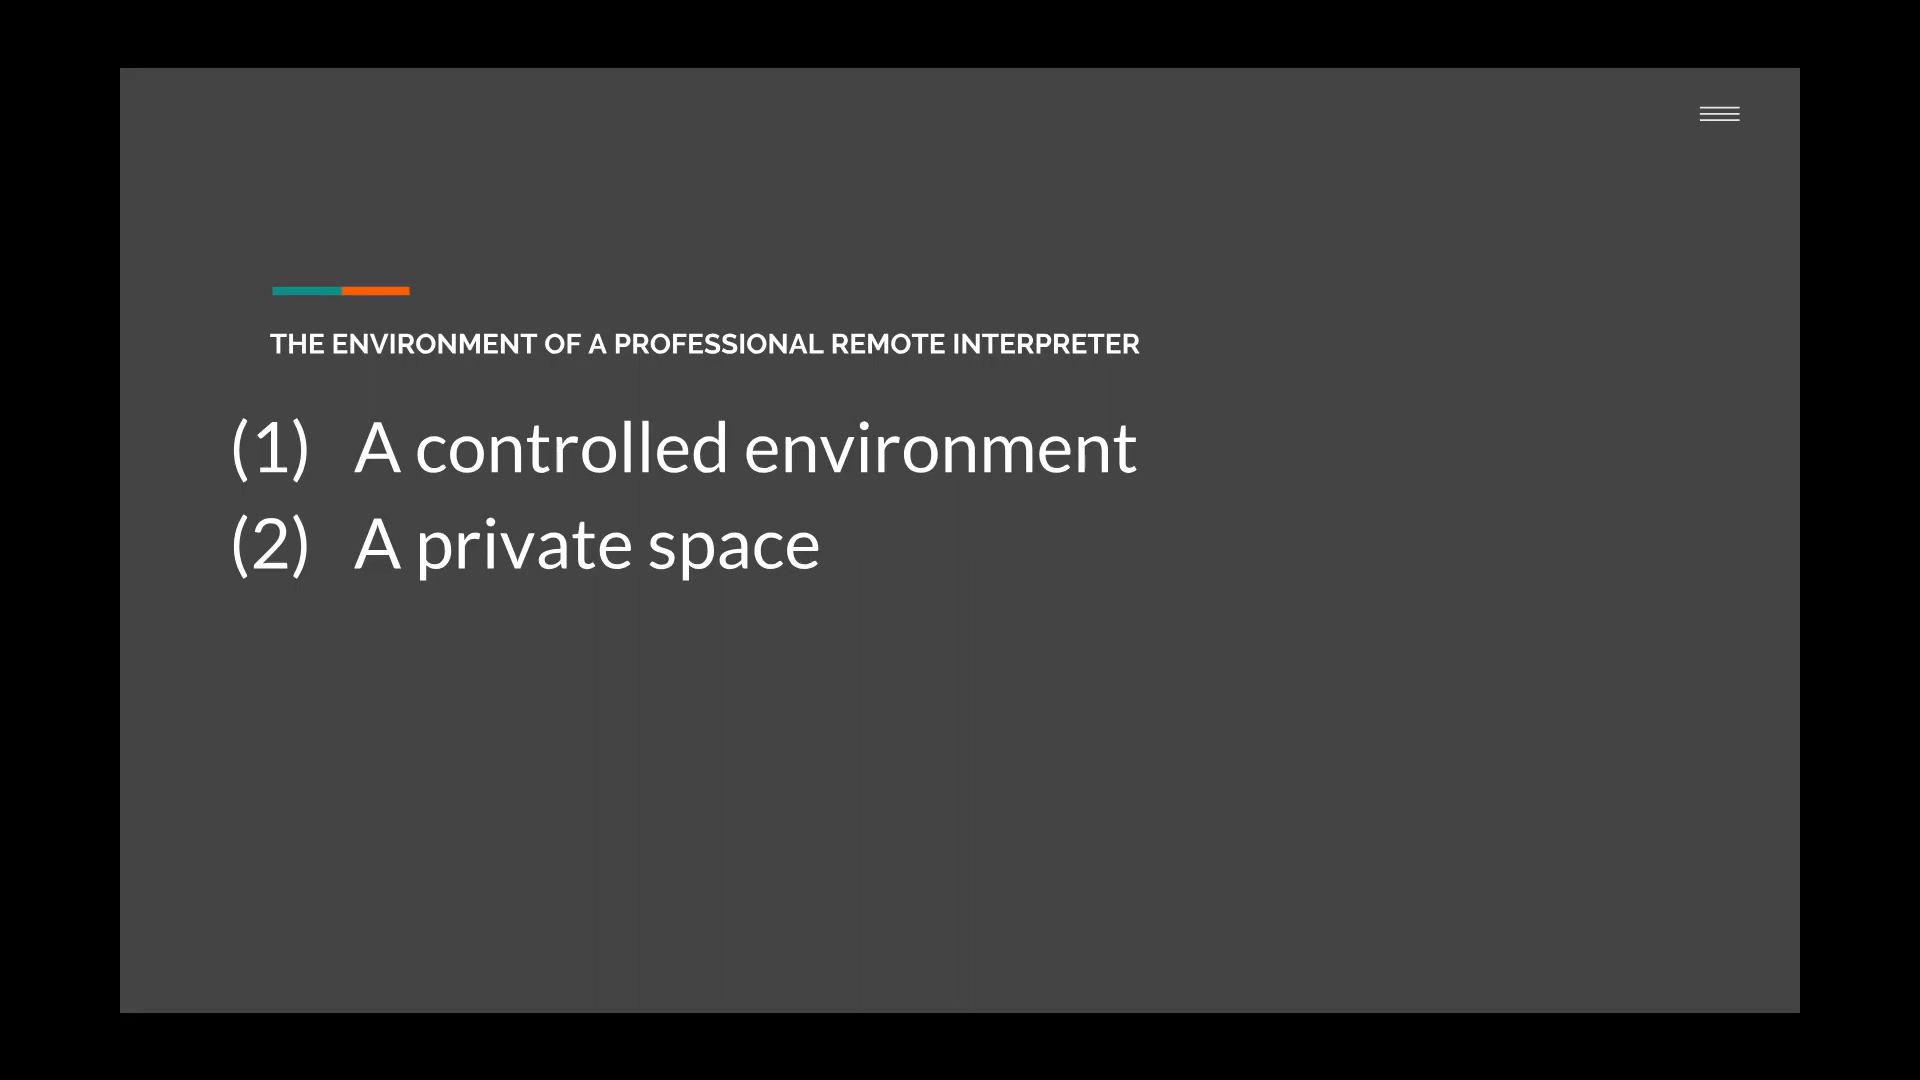 THE ENVIRONMENT OF A PROFESSIONAL REMOTE INTERPRETER
(1) A controlled environment
(2) A private space